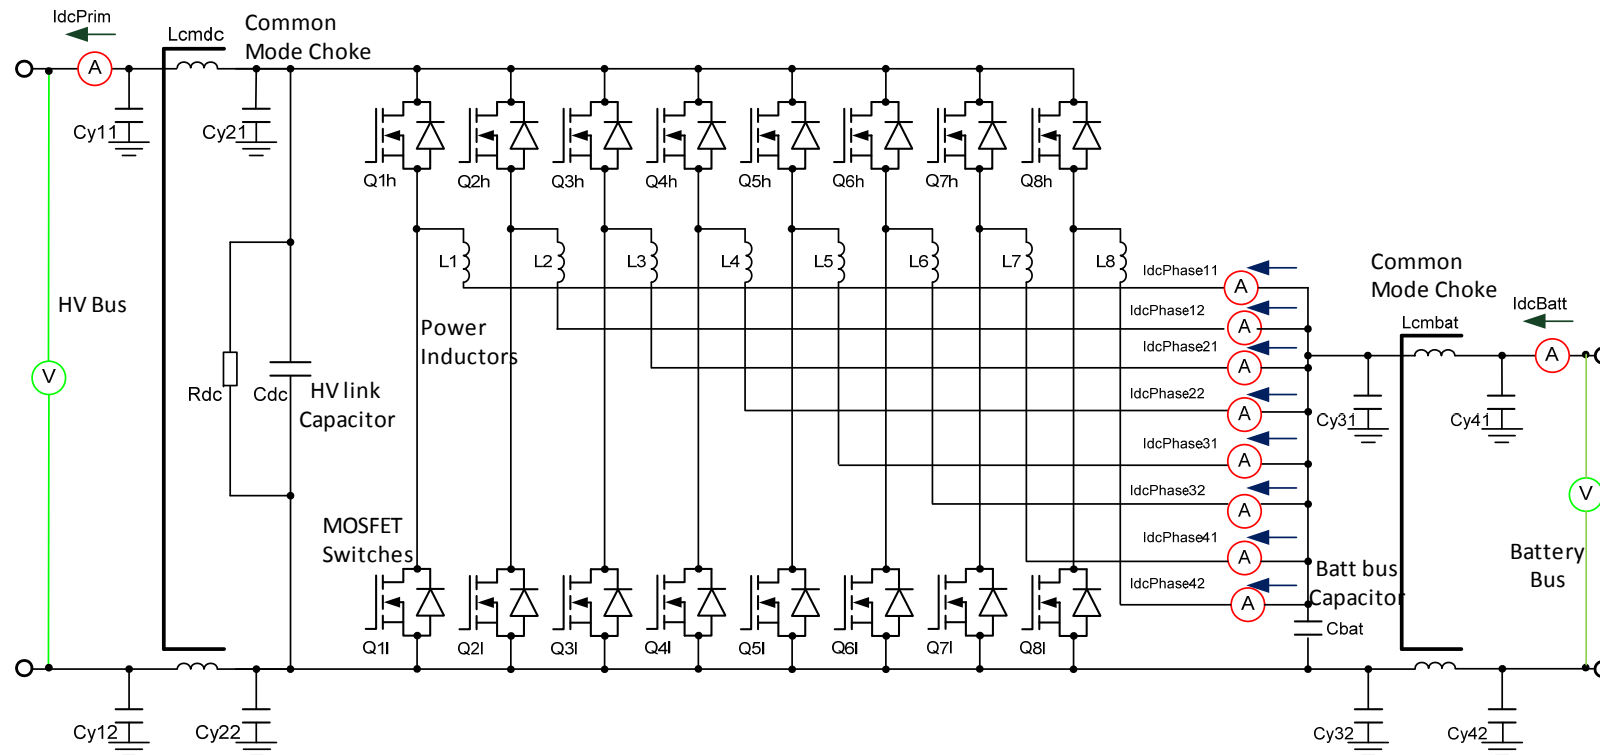 IdcPrim
Lcmdc
Common
Mode Choke
A
Cy11
Cy21
Q1h
Q2h
Q3h
Q4h
Q5h
Q6h
Q7h
Q8h
L1
L2
L3
L4
L5
L6
L7
L8
IdcPhase11
A
IdcPhase12
A
IdcPhase21
A
IdcPhase22
A
IdcPhase31
A
IdcPhase32
A
IdcPhase41
A
IdcPhase42
A
Common
Mode Choke
Lcmbat
IdcBatt
A
HV Bus
V
Rdc
Cdc
HV link
Capacitor
Power
Inductors
MOSFET
Switches
Cy31
Cy41
V
Battery
Bus
Batt bus
Capacitor
Cbat
Q1l
Q2l
Q3l
Q4l
Q5l
Q6l
Q7l
Q8l
Cy12
Cy22
Cy32
Cy42